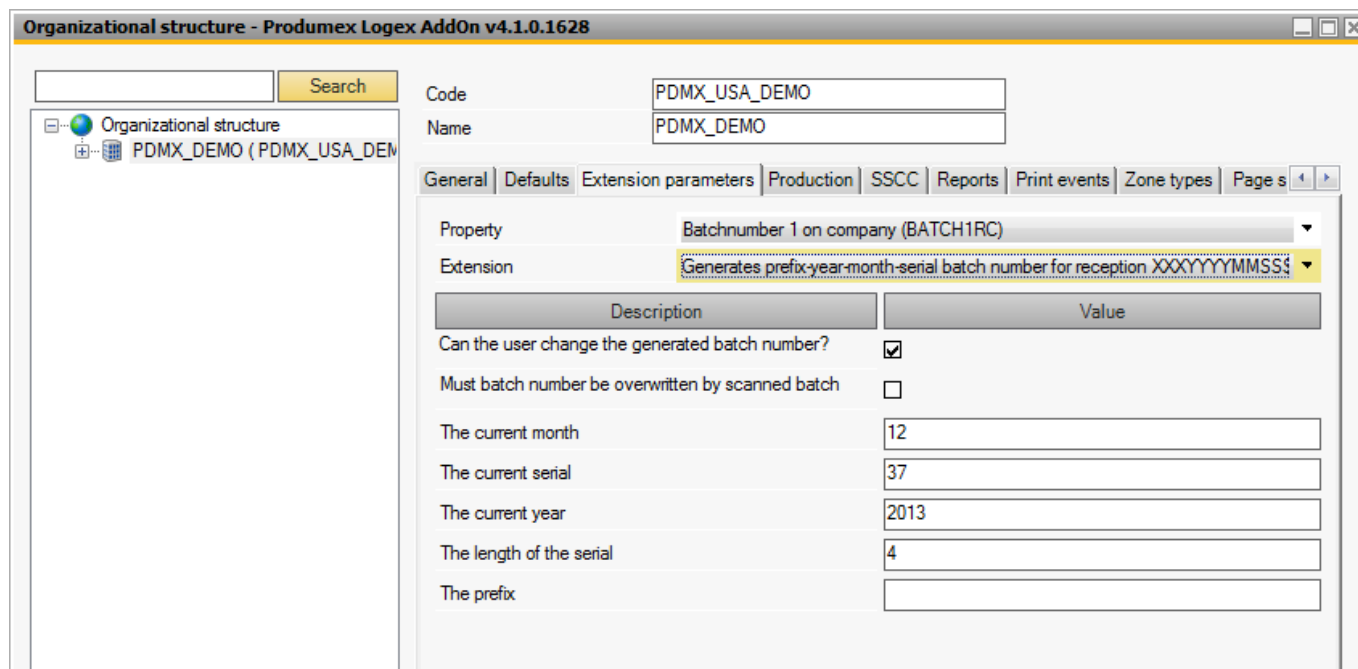 Organizational structure - Produmex Logex AddOn v4.1.0.1628
Search
Organizational structure
PDMX_DEMO ( PDMX_USA_DEM
Code PDMX_USA_DEMO
Name PDMX_DEMO
General Defaults Extension parameters Production SSCC Reports Print events Zone types Page s
Property Batchnumber 1 on company (BATCH1RC)
Extension Generates prefix-year-month-serial batch number for reception XXXYYYYMMSSS
Description Value
Can the user change the generated batch number?
Must batch number be overwritten by scanned batch
The current month 12
The current serial 37
The current year 2013
The length of the serial 4
The prefix